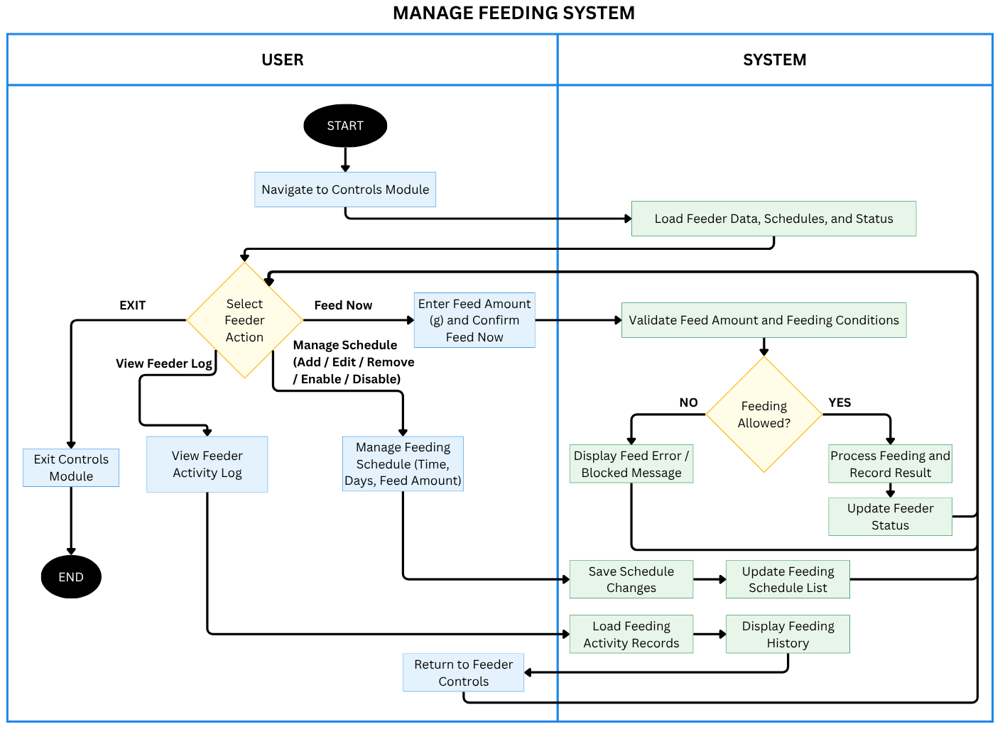 MANAGE FEEDING SYSTEM
USER
SYSTEM
START
Navigate to Controls Module
Load Feeder Data, Schedules, and Status
Select
Feeder
Action
EXIT
Feed Now
Enter Feed Amount
(g) and Confirm
Feed Now
Validate Feed Amount and Feeding Conditions
View Feeder Log
Manage Schedule
(Add / Edit / Remove
/ Enable / Disable)
Feeding
Allowed?
NO
YES
Exit Controls
Module
View Feeder
Activity Log
Manage Feeding
Schedule (Time,
Days, Feed Amount)
Display Feed Error /
Blocked Message
Process Feeding and
Record Result
Update Feeder
Status
END
Save Schedule
Changes
Update Feeding
Schedule List
Load Feeding
Activity Records
Display Feeding
History
Return to Feeder
Controls